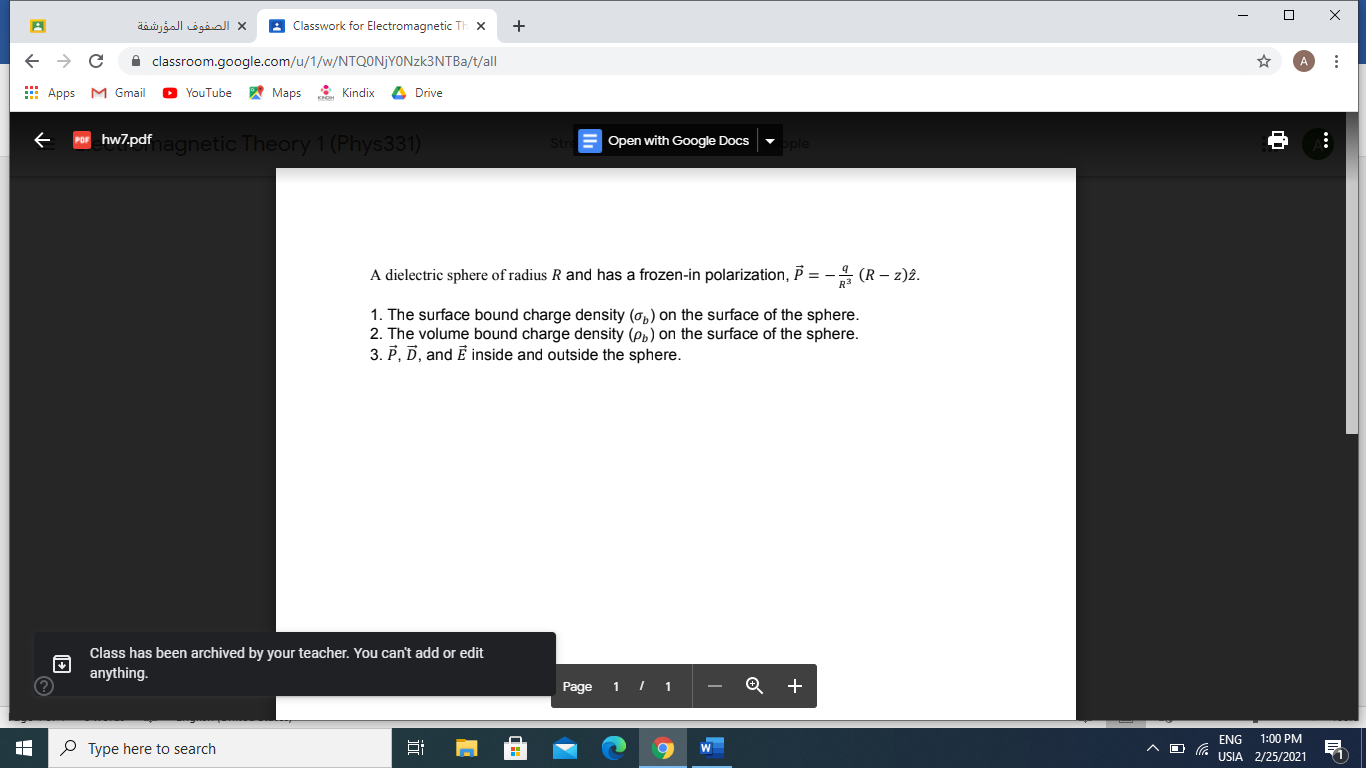 الصفوف المؤرشفة
Classwork for Electromagnetic Th
classroom.google.com/u/1/w/NTQ0NjY0Nzk3NTBa/t/all
A
Apps Gmail YouTube Maps Kindix Drive
PDF hw7.pdf
ectromagnetic Theory 1 (Phys331)
Open with Google Docs
A dielectric sphere of radius R and has a frozen-in polarization, P⃗ = − q/R³ (R − z)ẑ.
1. The surface bound charge density (σ_b) on the surface of the sphere.
2. The volume bound charge density (ρ_b) on the surface of the sphere.
3. P⃗, D⃗, and E⃗ inside and outside the sphere.
Class has been archived by your teacher. You can't add or edit
anything.
Page 1 / 1
Type here to search
ENG 1:00 PM
USIA 2/25/2021
1